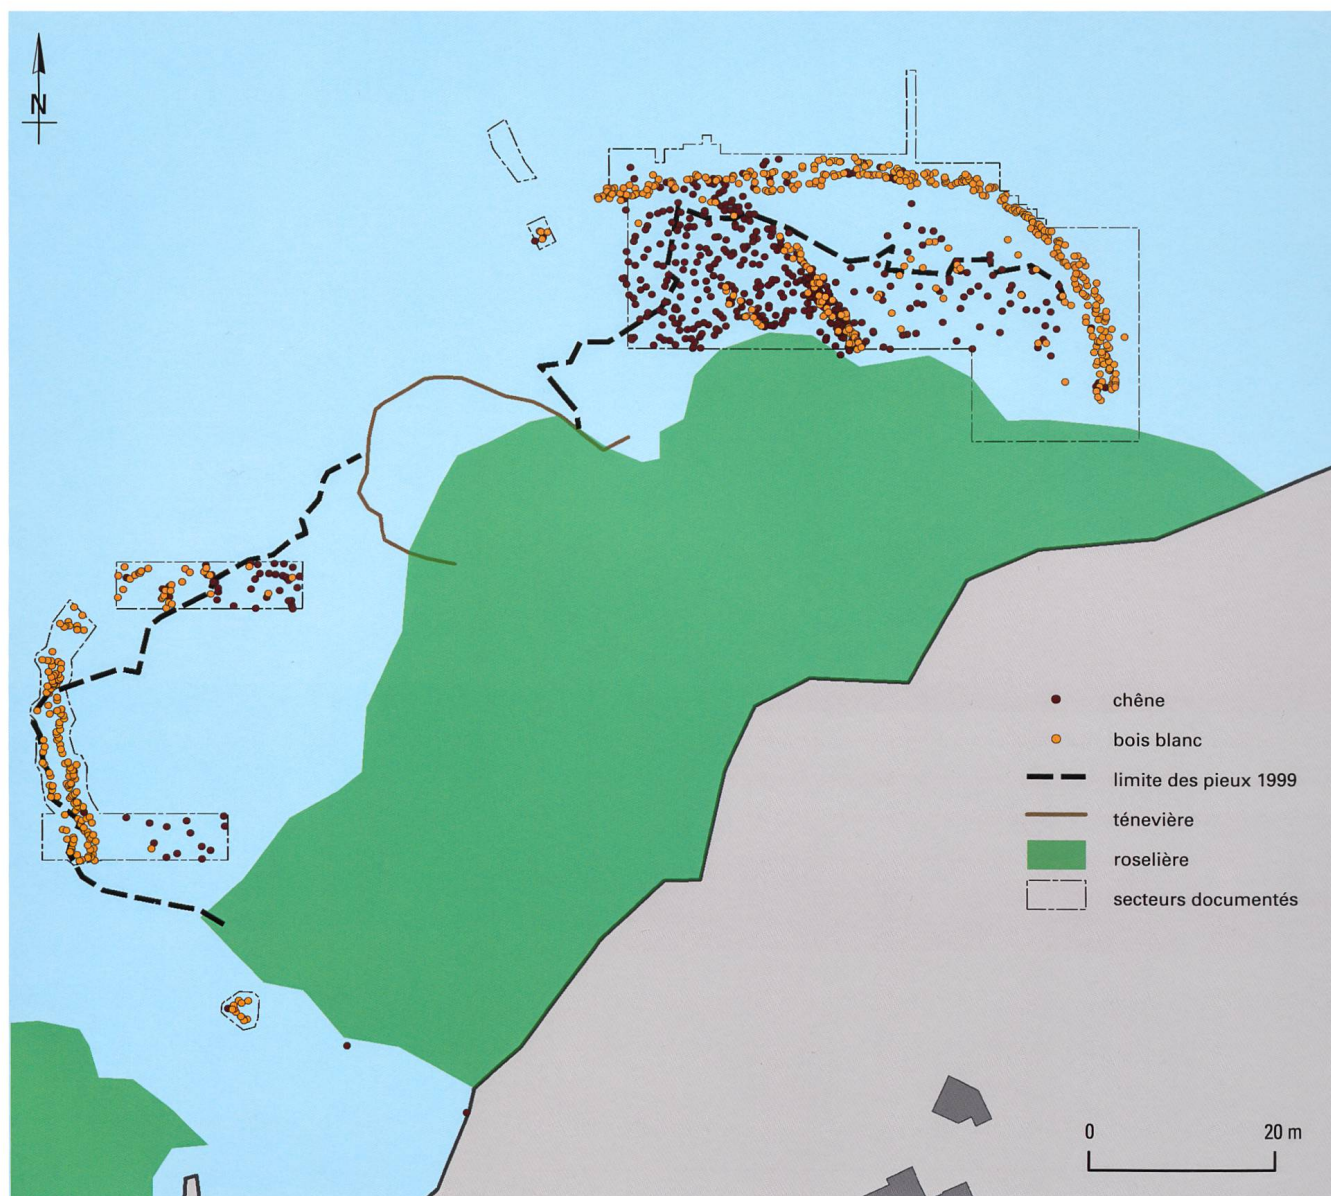 N
chêne
bois blanc
limite des pieux 1999
ténevière
roselière
secteurs documentés
0 20 m